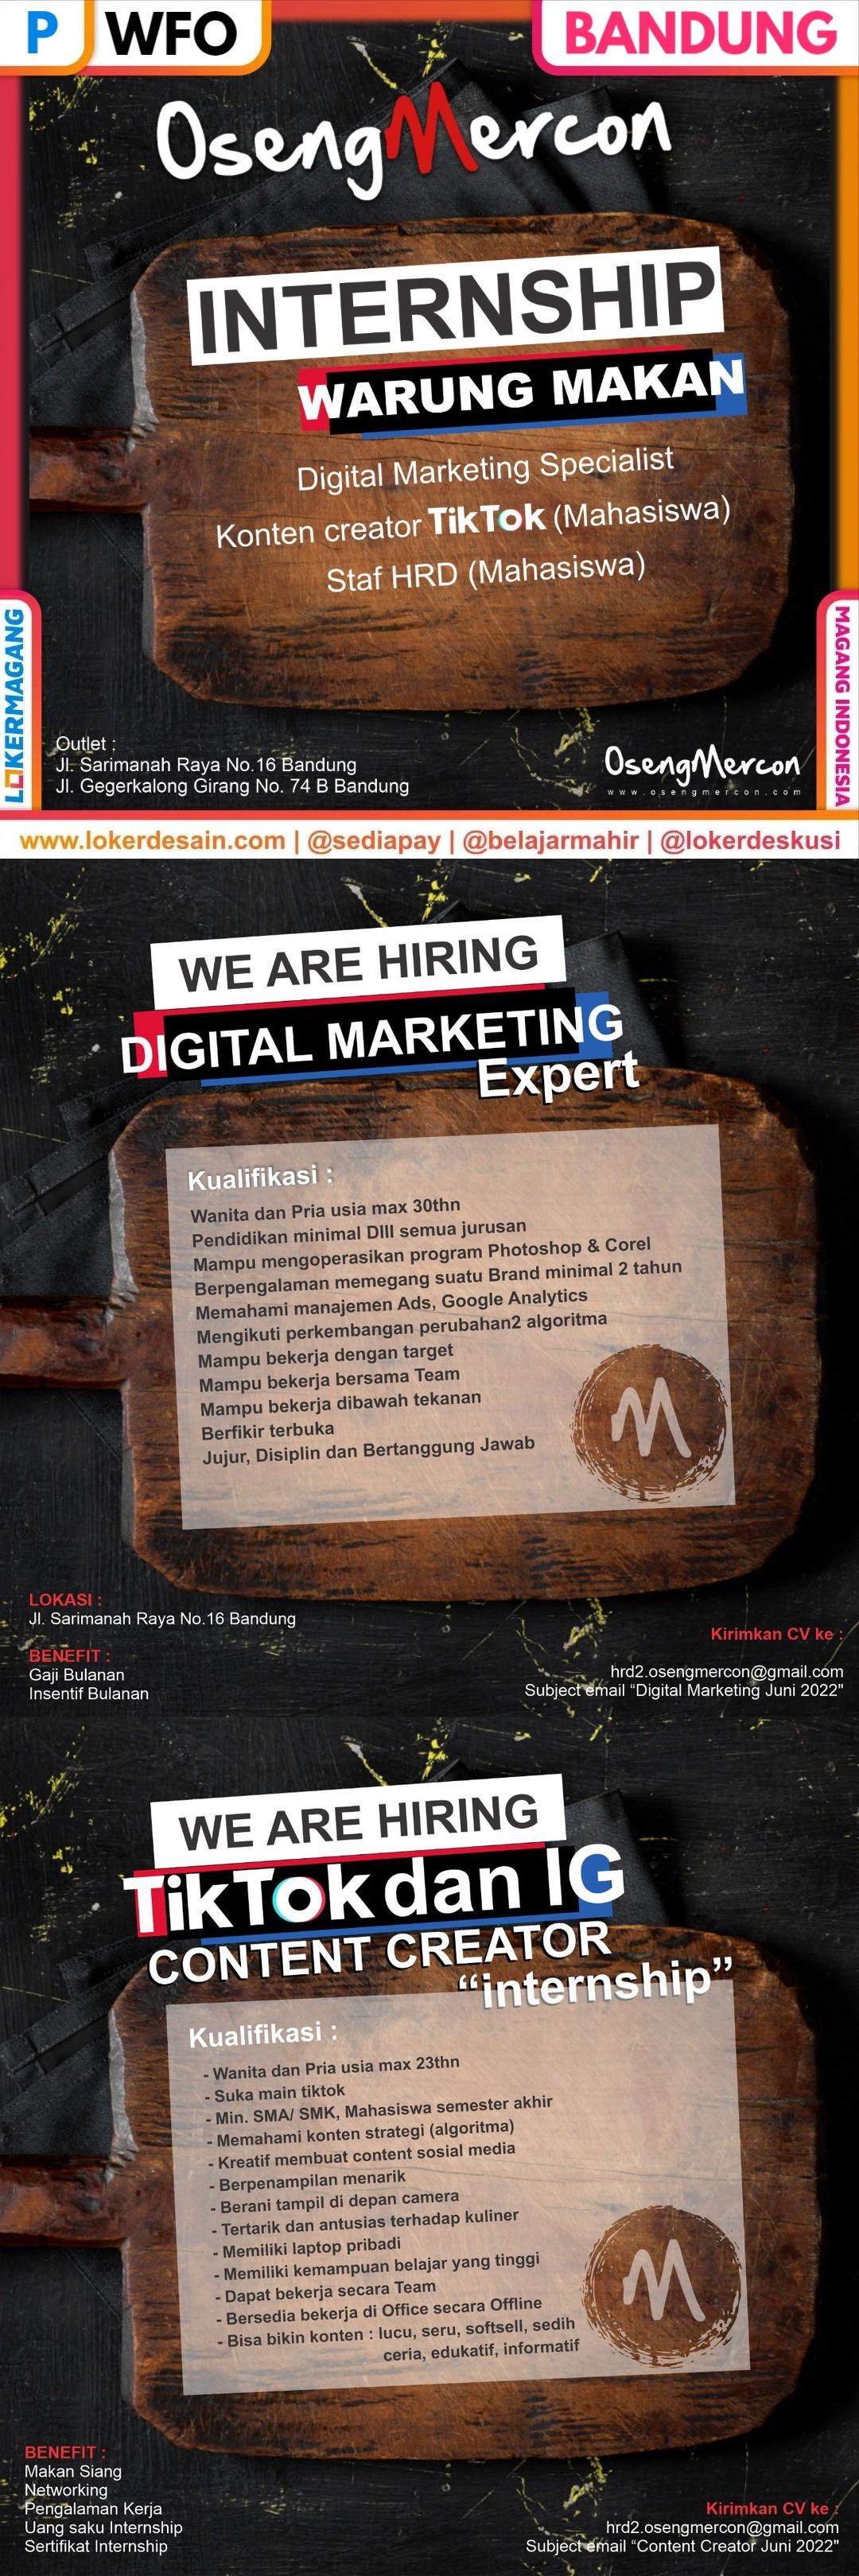 P WFO
BANDUNG
OsengMercon
INTERNSHIP
WARUNG MAKAN
Digital Marketing Specialist
Konten creator TikTok (Mahasiswa)
Staf HRD (Mahasiswa)
LOKERMAGANG
MAGANG INDONESIA
Outlet :
Jl. Sarimanah Raya No.16 Bandung
Jl. Gegerkalong Girang No. 74 B Bandung
OsengMercon
www.osengmercon.com
www.lokerdesain.com | @sediapay | @belajarmahir | @lokerdeskusi
WE ARE HIRING
DIGITAL MARKETING
Expert
Kualifikasi :
Wanita dan Pria usia max 30thn
Pendidikan minimal DIII semua jurusan
Mampu mengoperasikan program Photoshop & Corel
Berpengalaman memegang suatu Brand minimal 2 tahun
Memahami manajemen Ads, Google Analytics
Mengikuti perkembangan perubahan2 algoritma
Mampu bekerja dengan target
Mampu bekerja bersama Team
Mampu bekerja dibawah tekanan
Berfikir terbuka
Jujur, Disiplin dan Bertanggung Jawab
M
LOKASI :
Jl. Sarimanah Raya No.16 Bandung
BENEFIT :
Gaji Bulanan
Insentif Bulanan
Kirimkan CV ke :
hrd2.osengmercon@gmail.com
Subject email “Digital Marketing Juni 2022"
WE ARE HIRING
TikTok dan IG
CONTENT CREATOR
“internship”
Kualifikasi :
- Wanita dan Pria usia max 23thn
- Suka main tiktok
- Min. SMA/ SMK, Mahasiswa semester akhir
- Memahami konten strategi (algoritma)
- Kreatif membuat content sosial media
- Berpenampilan menarik
- Berani tampil di depan camera
- Tertarik dan antusias terhadap kuliner
- Memiliki laptop pribadi
- Memiliki kemampuan belajar yang tinggi
- Dapat bekerja secara Team
- Bersedia bekerja di Office secara Offline
- Bisa bikin konten : lucu, seru, softsell, sedih
ceria, edukatif, informatif
M
BENEFIT :
Makan Siang
Networking
Pengalaman Kerja
Uang saku Internship
Sertifikat Internship
Kirimkan CV ke :
hrd2.osengmercon@gmail.com
Subject email “Content Creator Juni 2022"